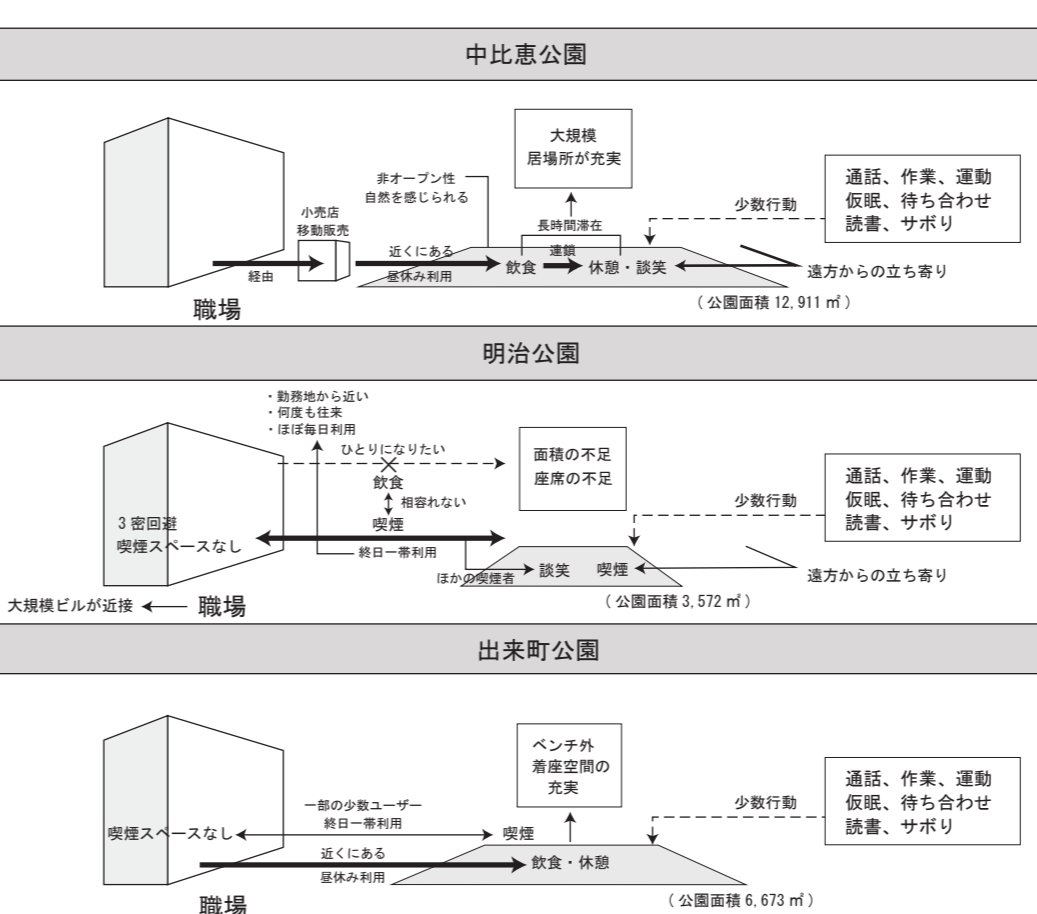 中比恵公園
大規模
居場所が充実
非オープン性
自然を感じられる
通話、作業、運動
仮眠、待ち合わせ
読書、サボり
少数行動
小売店
移動販売
長時間滞在
近くにある
連鎖
経由
昼休み利用
飲食
休憩・談笑
遠方からの立ち寄り
職場
(公園面積 12,911 ㎡)
明治公園
・勤務地から近い
・何度も往来
・ほぼ毎日利用
ひとりになりたい
面積の不足
座席の不足
飲食
相容れない
喫煙
通話、作業、運動
仮眠、待ち合わせ
読書、サボり
少数行動
3 密回避
喫煙スペースなし
終日一帯利用
ほかの喫煙者
談笑
喫煙
遠方からの立ち寄り
大規模ビルが近接
職場
(公園面積 3,572 ㎡)
出来町公園
ベンチ外
着座空間の
充実
通話、作業、運動
仮眠、待ち合わせ
読書、サボり
少数行動
一部の少数ユーザー
終日一帯利用
喫煙スペースなし
喫煙
近くにある
昼休み利用
飲食・休憩
職場
(公園面積 6,673 ㎡)